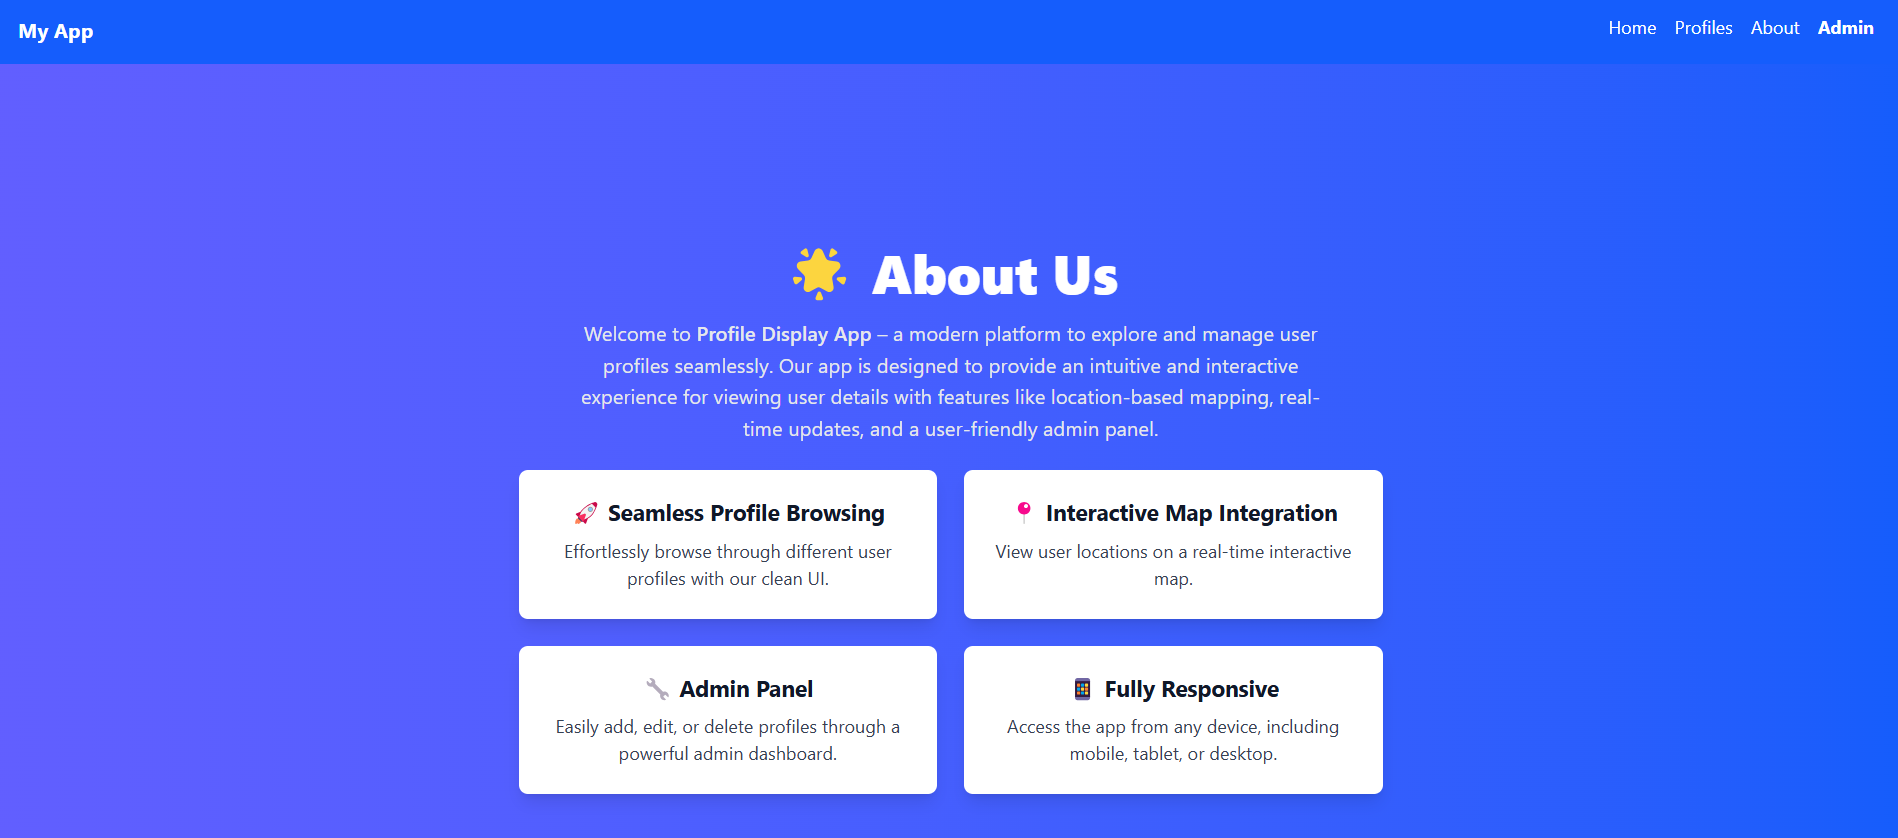 My App
Home Profiles About Admin
🌟 About Us
Welcome to Profile Display App – a modern platform to explore and manage user
profiles seamlessly. Our app is designed to provide an intuitive and interactive
experience for viewing user details with features like location-based mapping, real-
time updates, and a user-friendly admin panel.
🚀 Seamless Profile Browsing
Effortlessly browse through different user
profiles with our clean UI.
📍 Interactive Map Integration
View user locations on a real-time interactive
map.
🔧 Admin Panel
Easily add, edit, or delete profiles through a
powerful admin dashboard.
📱 Fully Responsive
Access the app from any device, including
mobile, tablet, or desktop.